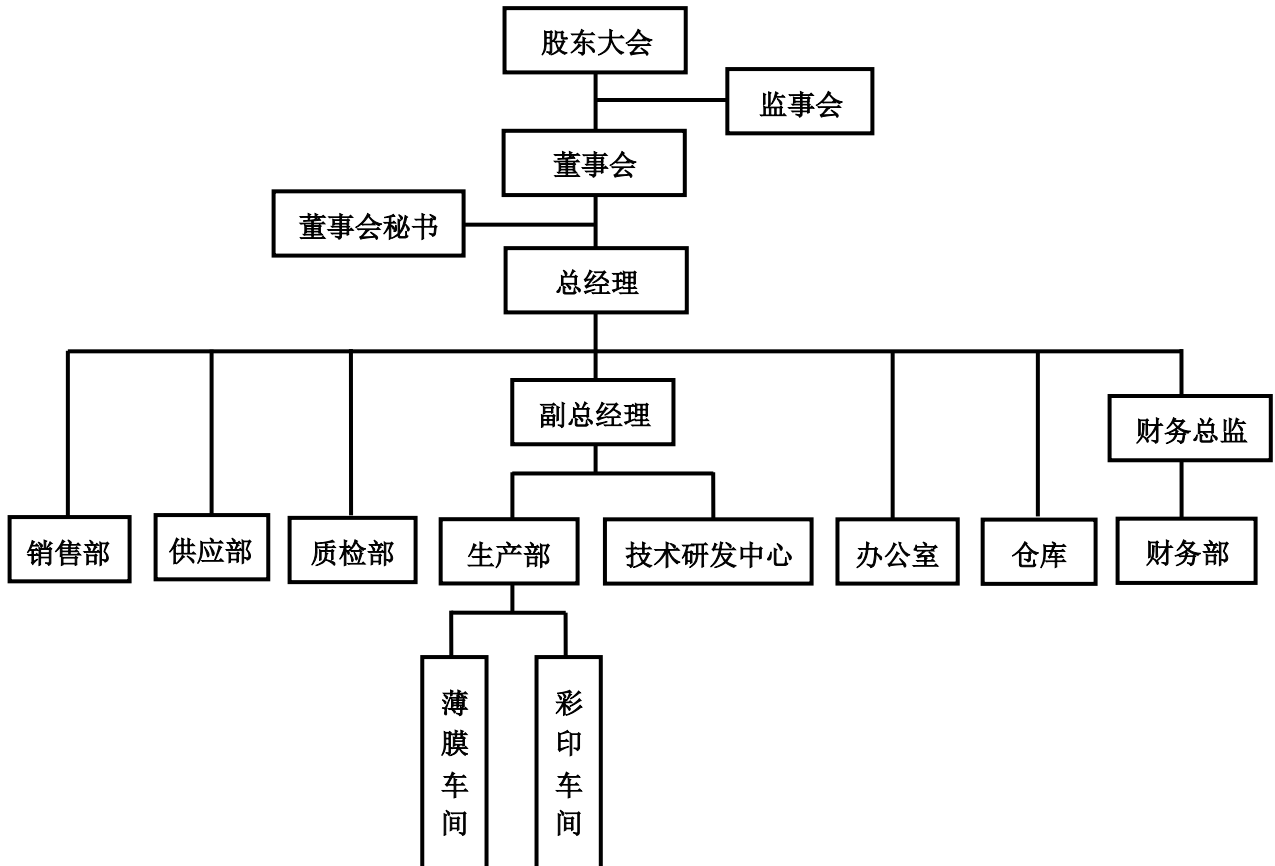 股东大会
监事会
董事会
董事会秘书
总经理
副总经理
财务总监
销售部
供应部
质检部
生产部
技术研发中心
办公室
仓库
财务部
薄膜车间
彩印车间